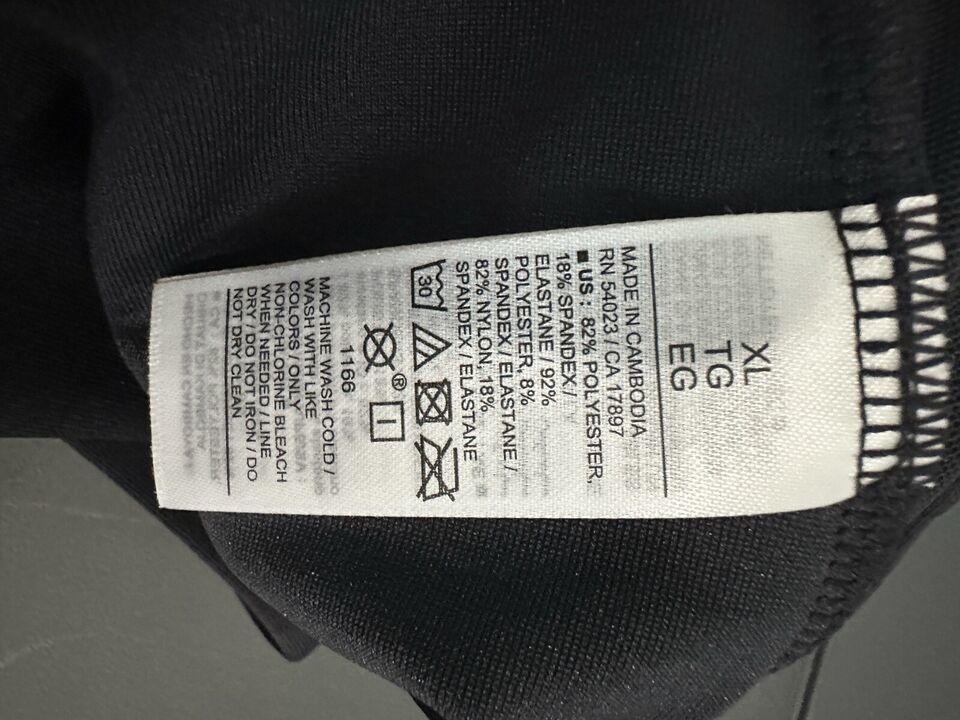 XL
TG
EG
MADE IN CAMBODIA
RN 54023 / CA 17897
■ US : 82% POLYESTER,
18% SPANDEX /
ELASTANE / 92%
POLYESTER, 8%
SPANDEX / ELASTANE /
82% NYLON, 18%
SPANDEX / ELASTANE
30
®
1166
MACHINE WASH COLD /
WASH WITH LIKE
COLORS / ONLY
NON-CHLORINE BLEACH
WHEN NEEDED / LINE
DRY / DO NOT IRON / DO
NOT DRY CLEAN